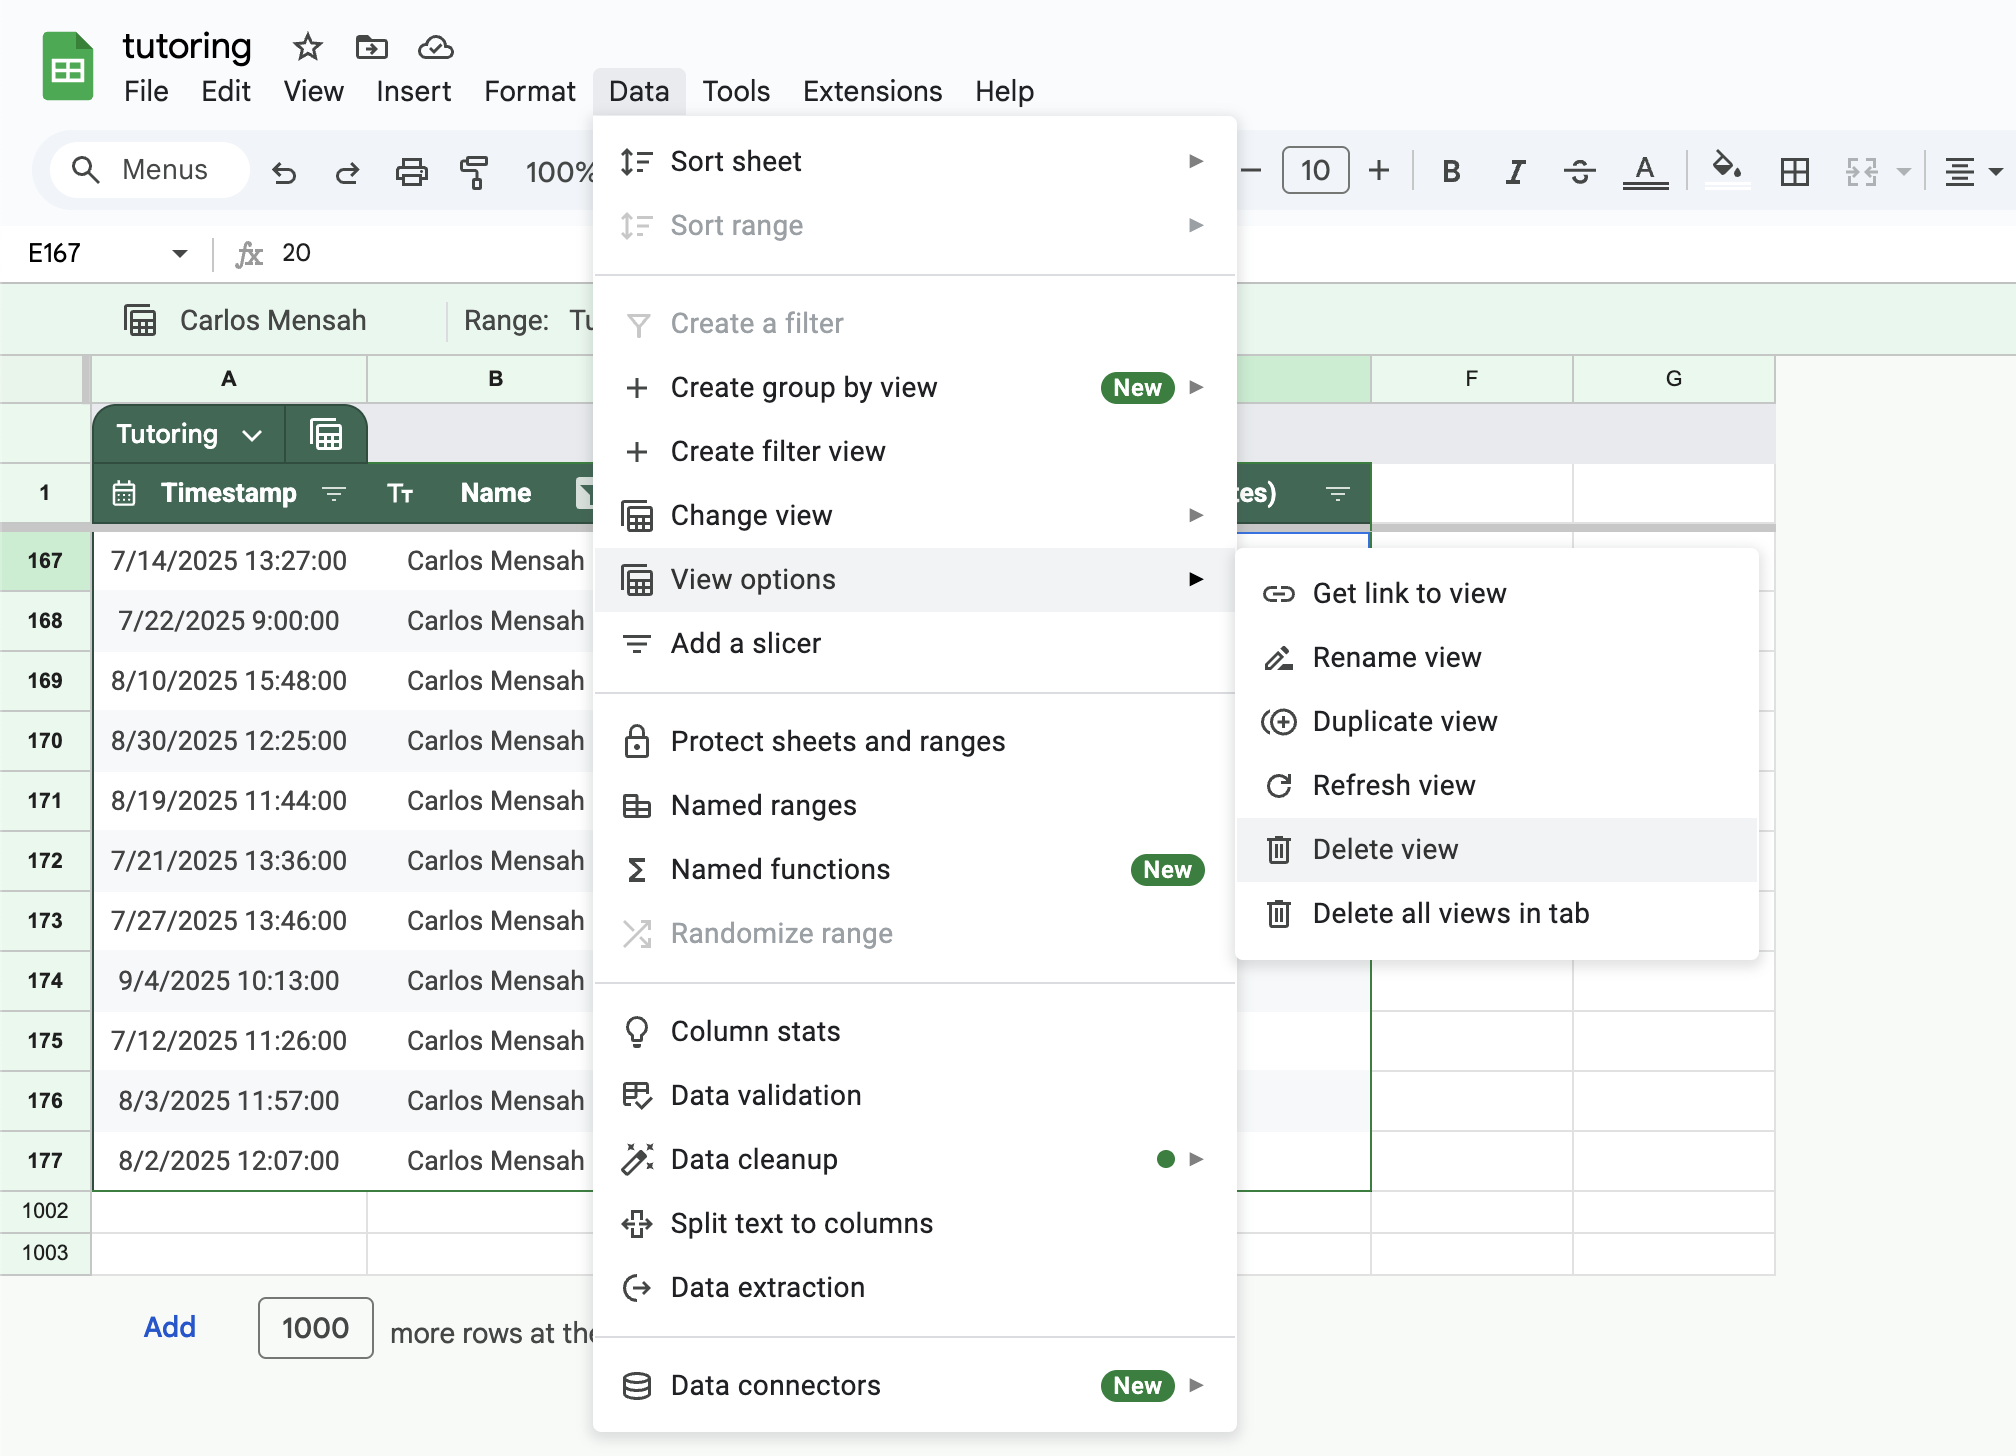 tutoring
File Edit View Insert Format Data Tools Extensions Help
Menus 100% 10 B I S A
E167 fx 20
Carlos Mensah Range:
A B F G
Tutoring
1 Timestamp Tт Name
167 7/14/2025 13:27:00 Carlos Mensah
168 7/22/2025 9:00:00 Carlos Mensah
169 8/10/2025 15:48:00 Carlos Mensah
170 8/30/2025 12:25:00 Carlos Mensah
171 8/19/2025 11:44:00 Carlos Mensah
172 7/21/2025 13:36:00 Carlos Mensah
173 7/27/2025 13:46:00 Carlos Mensah
174 9/4/2025 10:13:00 Carlos Mensah
175 7/12/2025 11:26:00 Carlos Mensah
176 8/3/2025 11:57:00 Carlos Mensah
177 8/2/2025 12:07:00 Carlos Mensah
1002
1003
Add 1000 more rows at the
Sort sheet
Sort range
Create a filter
Create group by view New
Create filter view
Change view
View options
Add a slicer
Protect sheets and ranges
Named ranges
Named functions New
Randomize range
Column stats
Data validation
Data cleanup
Split text to columns
Data extraction
Data connectors New
Get link to view
Rename view
Duplicate view
Refresh view
Delete view
Delete all views in tab